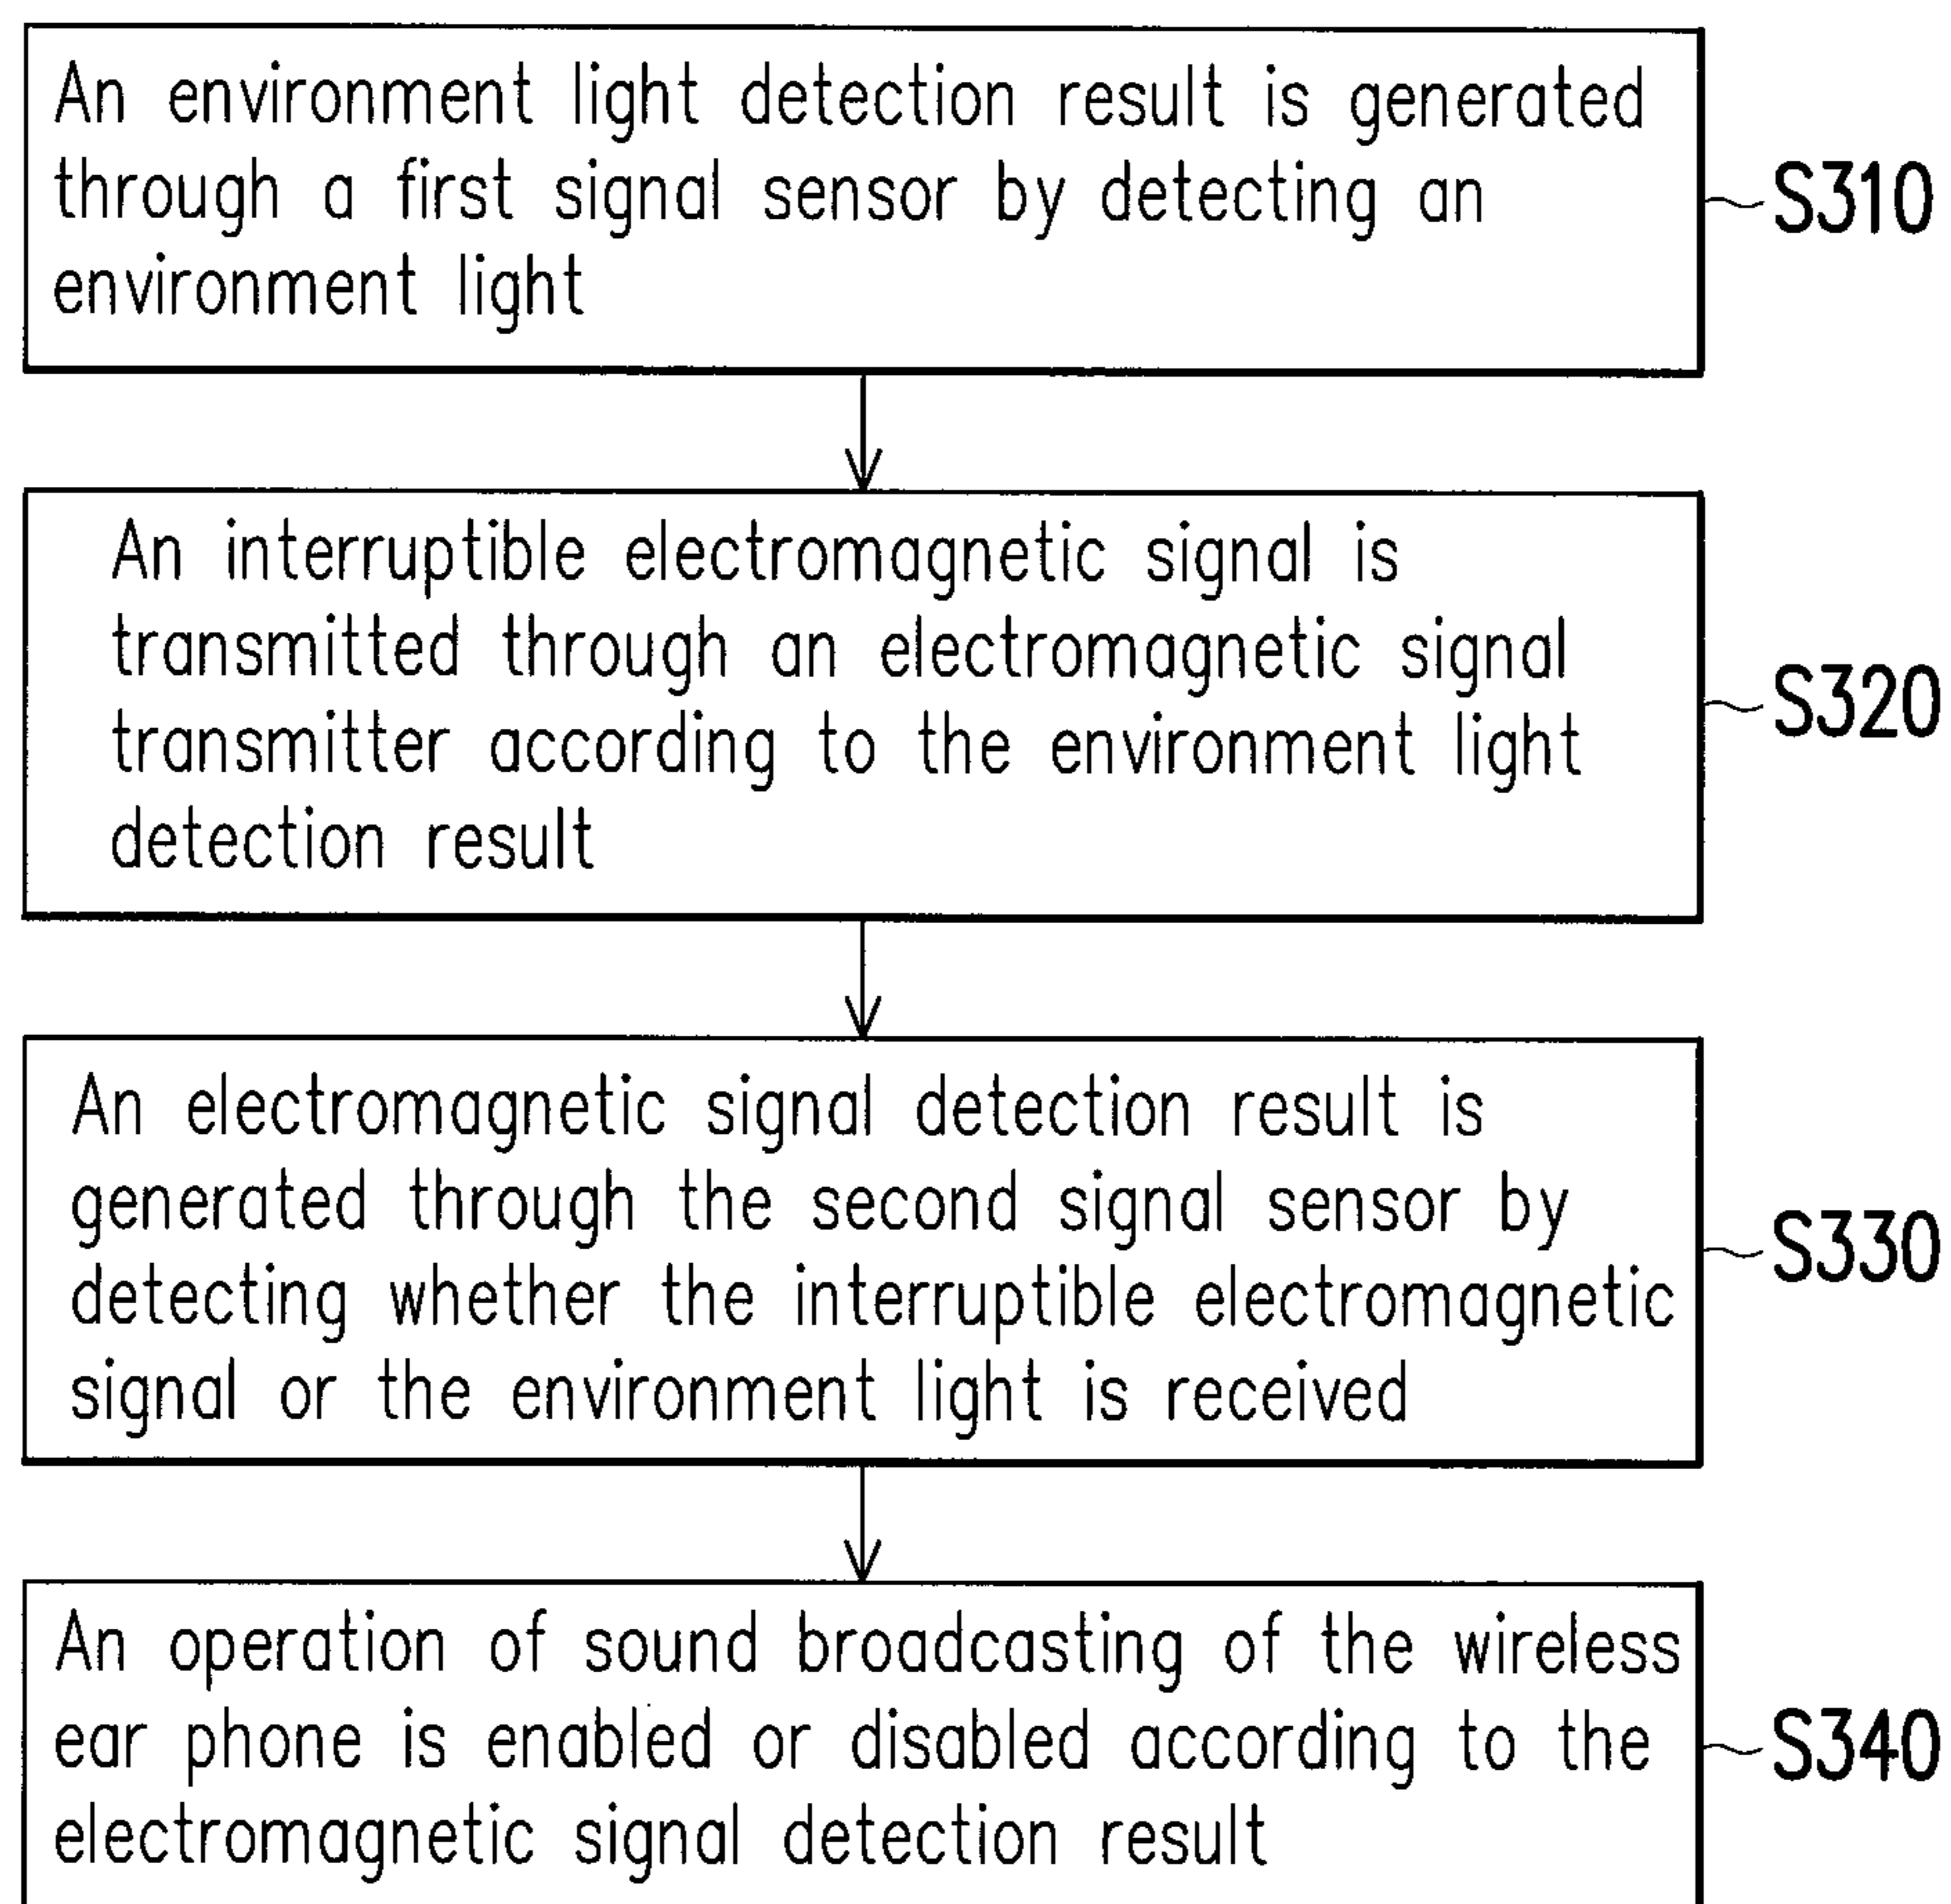 An environment light detection result is generated
through a first signal sensor by detecting an
environment light
S310
An interruptible electromagnetic signal is
transmitted through an electromagnetic signal
transmitter according to the environment light
detection result
S320
An electromagnetic signal detection result is
generated through the second signal sensor by
detecting whether the interruptible electromagnetic
signal or the environment light is received
S330
An operation of sound broadcasting of the wireless
ear phone is enabled or disabled according to the
electromagnetic signal detection result
S340